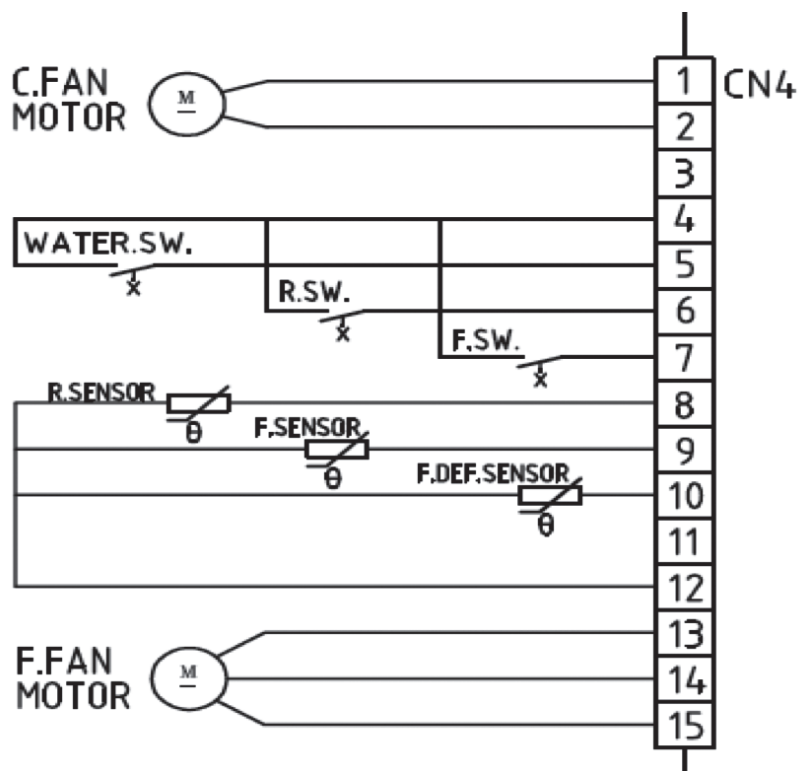 C.FAN
MOTOR
M
1
CN4
2
3
4
WATER.SW.
5
R.SW.
6
F.SW.
7
R.SENSOR
θ
8
F.SENSOR
θ
9
F.DEF.SENSOR
θ
10
11
12
13
F.FAN
MOTOR
M
14
15